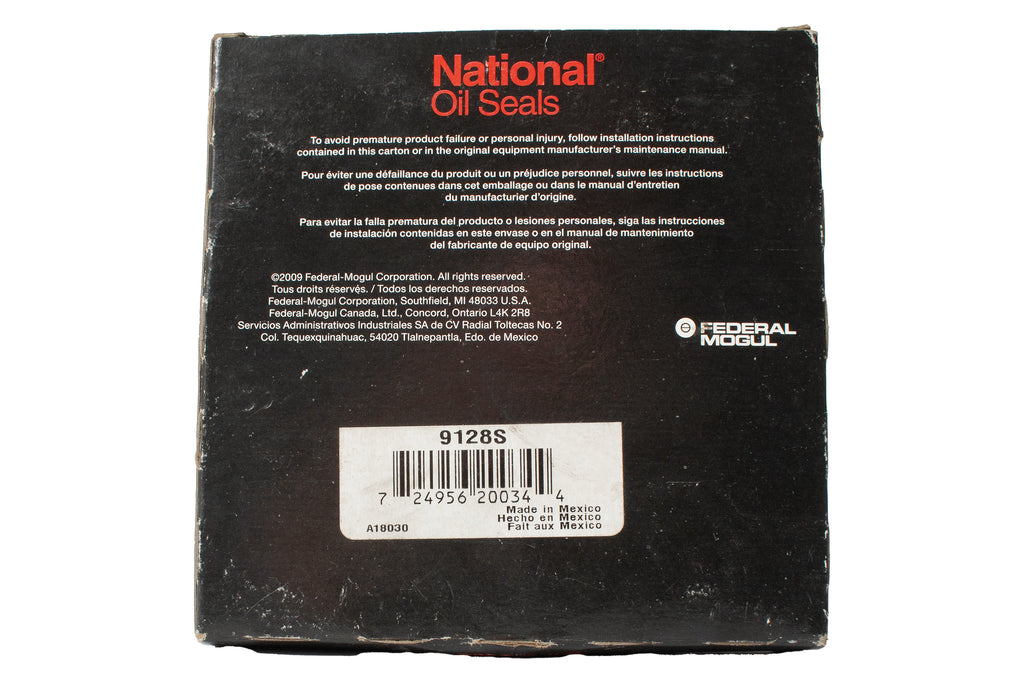 National®
Oil Seals
To avoid premature product failure or personal injury, follow installation instructions
contained in this carton or in the original equipment manufacturer's maintenance manual.
Pour éviter une défaillance du produit ou un préjudice personnel, suivre les instructions
de pose contenues dans cet emballage ou dans le manuel d'entretien
du manufacturier d'origine.
Para evitar la falla prematura del producto o lesiones personales, siga las instrucciones
de instalación contenidas en este envase o en el manual de mantenimiento
del fabricante de equipo original.
©2009 Federal-Mogul Corporation. All rights reserved.
Tous droits réservés. / Todos los derechos reservados.
Federal-Mogul Corporation, Southfield, MI 48033 U.S.A.
Federal-Mogul Canada, Ltd., Concord, Ontario L4K 2R8
Servicios Administrativos Industriales SA de CV Radial Toltecas No. 2
Col. Tequexquinahuac, 54020 Tlalnepantla, Edo. de Mexico
FEDERAL
MOGUL
9128S
7 24956 20034 4
Made in Mexico
Hecho en Mexico
A18030 Fait aux Mexico